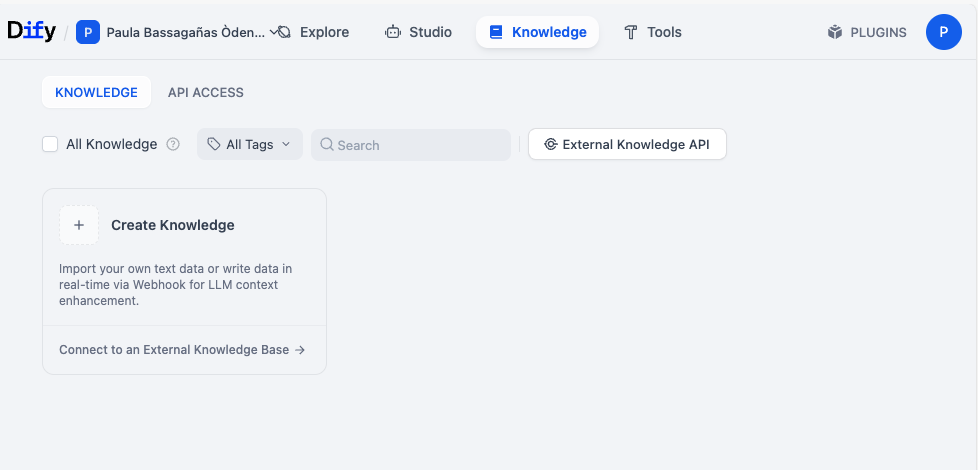 Dify / P Paula Bassagañas Òden... Explore Studio Knowledge Tools PLUGINS P
KNOWLEDGE API ACCESS
All Knowledge ? All Tags Search External Knowledge API
+ Create Knowledge
Import your own text data or write data in
real-time via Webhook for LLM context
enhancement.
Connect to an External Knowledge Base →